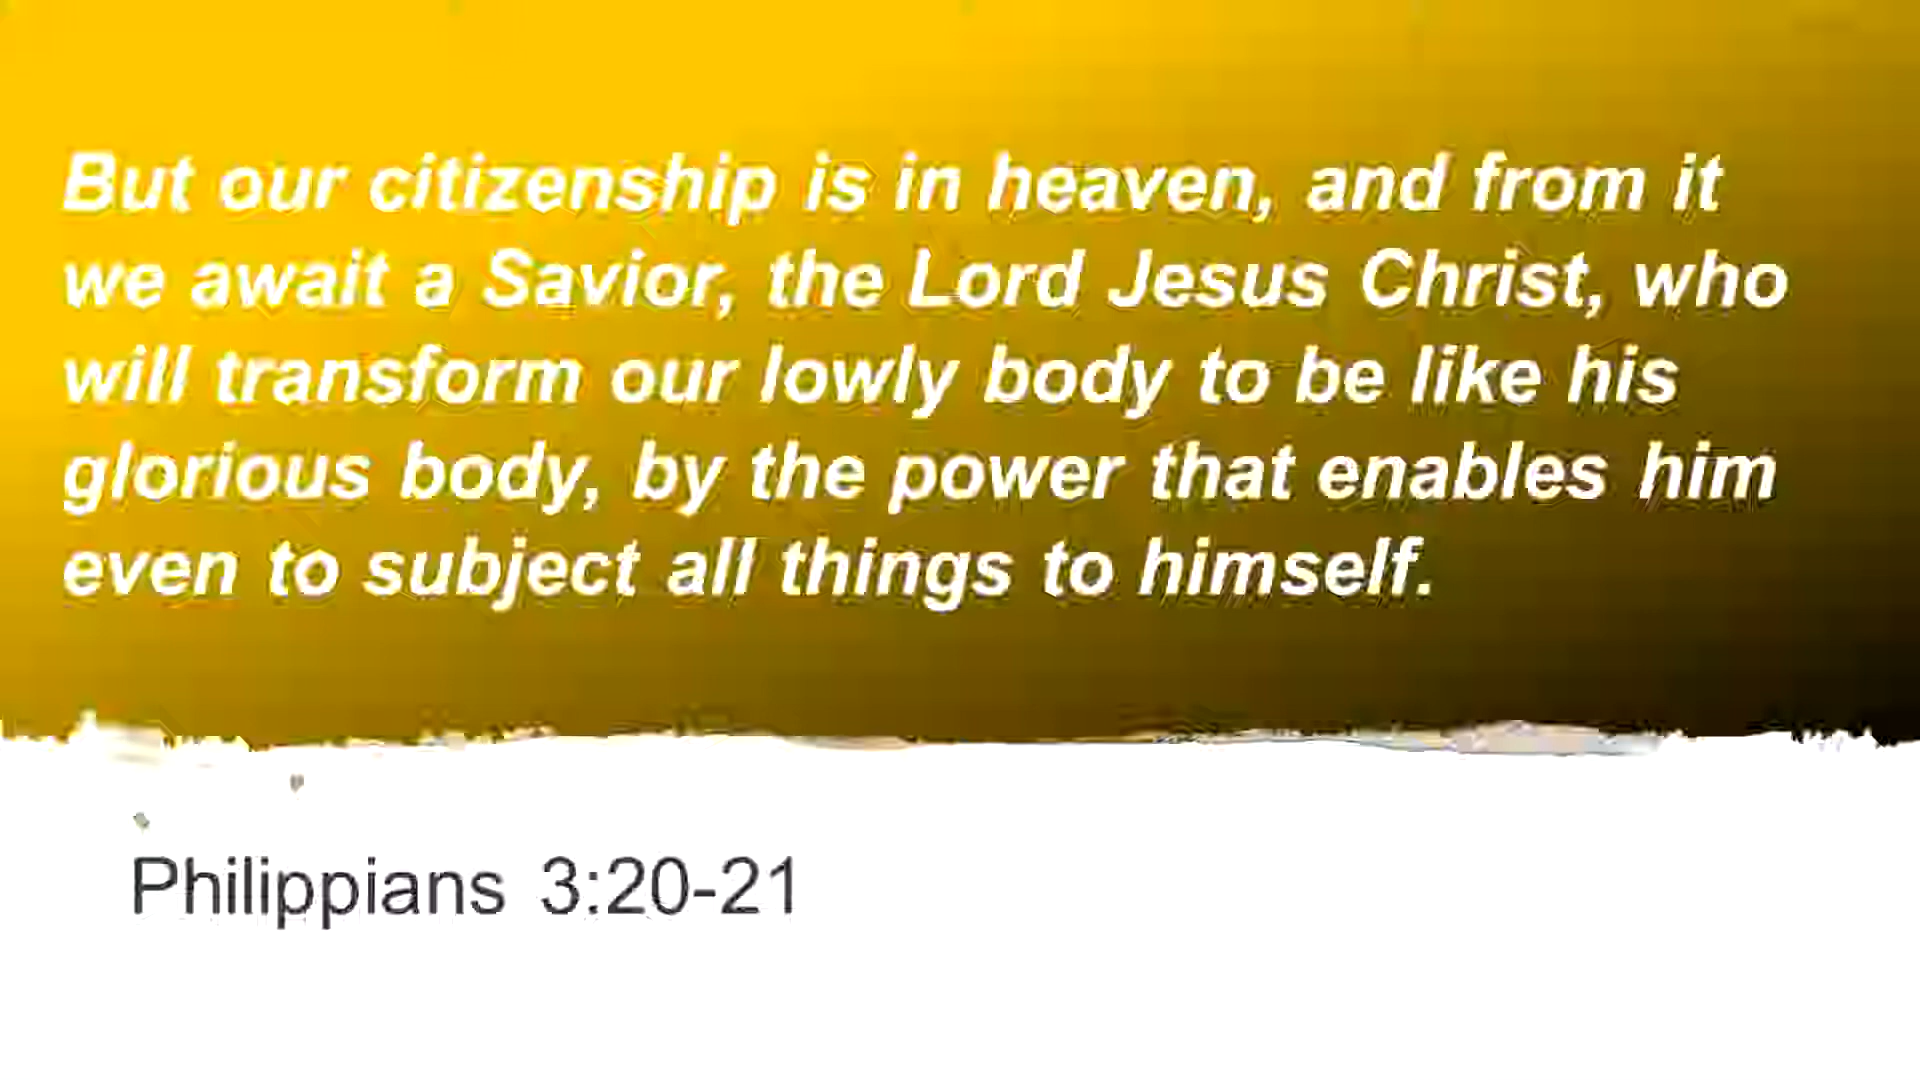 But our citizenship is in heaven, and from it
we await a Savior, the Lord Jesus Christ, who
will transform our lowly body to be like his
glorious body, by the power that enables him
even to subject all things to himself.
Philippians 3:20-21